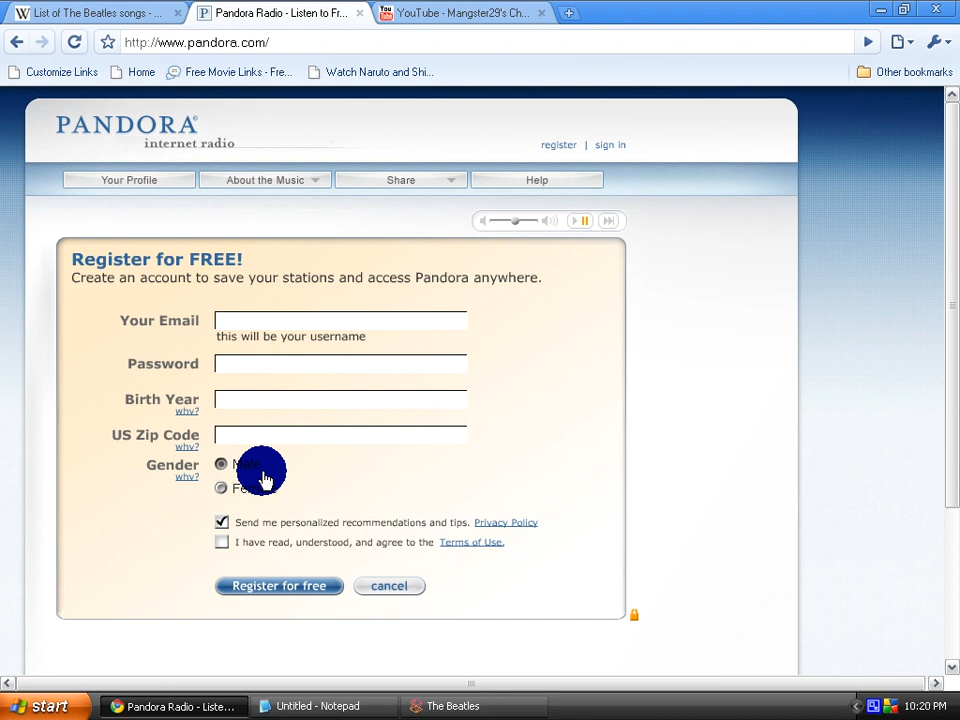 List of The Beatles songs - ...
Pandora Radio - Listen to Fr...
YouTube - Mangster29's Ch...
http://www.pandora.com/
Customize Links
Home
Free Movie Links - Fre...
Watch Naruto and Shi...
Other bookmarks
PANDORA®
internet radio
register | sign in
Your Profile
About the Music
Share
Help
Register for FREE!
Create an account to save your stations and access Pandora anywhere.
Your Email
this will be your username
Password
Birth Year
why?
US Zip Code
why?
Gender
Male
why?
Send me personalized recommendations and tips. Privacy Policy
I have read, understood, and agree to the Terms of Use.
Register for free
cancel
start
Pandora Radio - Liste...
Untitled - Notepad
The Beatles
10:20 PM